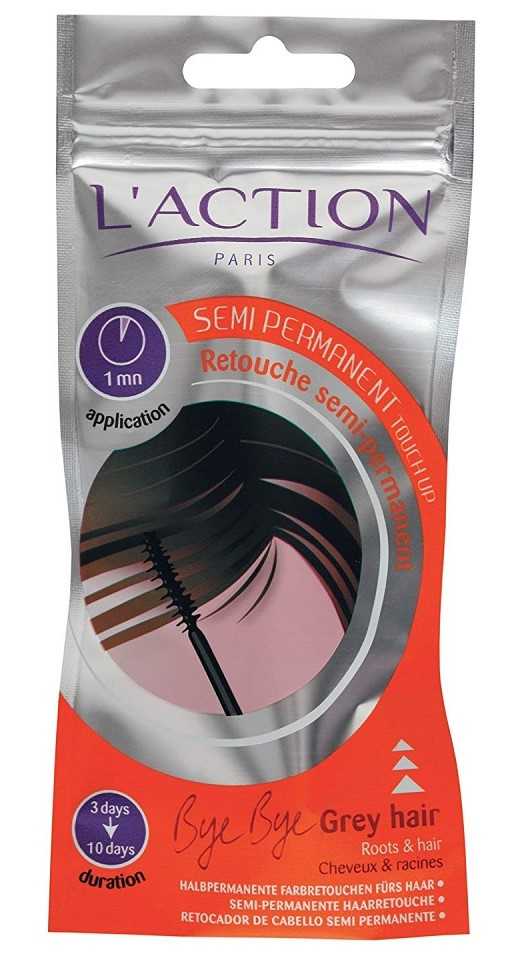 L'ACTION
PARIS
1 mn
application
SEMI PERMANENT TOUCH UP
Retouche semi-permanent
3 days
10 days
duration
Bye Bye Grey hair
Roots & hair
Cheveux & racines
HALBPERMANENTE FARBRETOUCHEN FÜRS HAAR •
SEMI-PERMANENTE HAARRETOUCHE •
RETOCADOR DE CABELLO SEMI PERMANENTE •